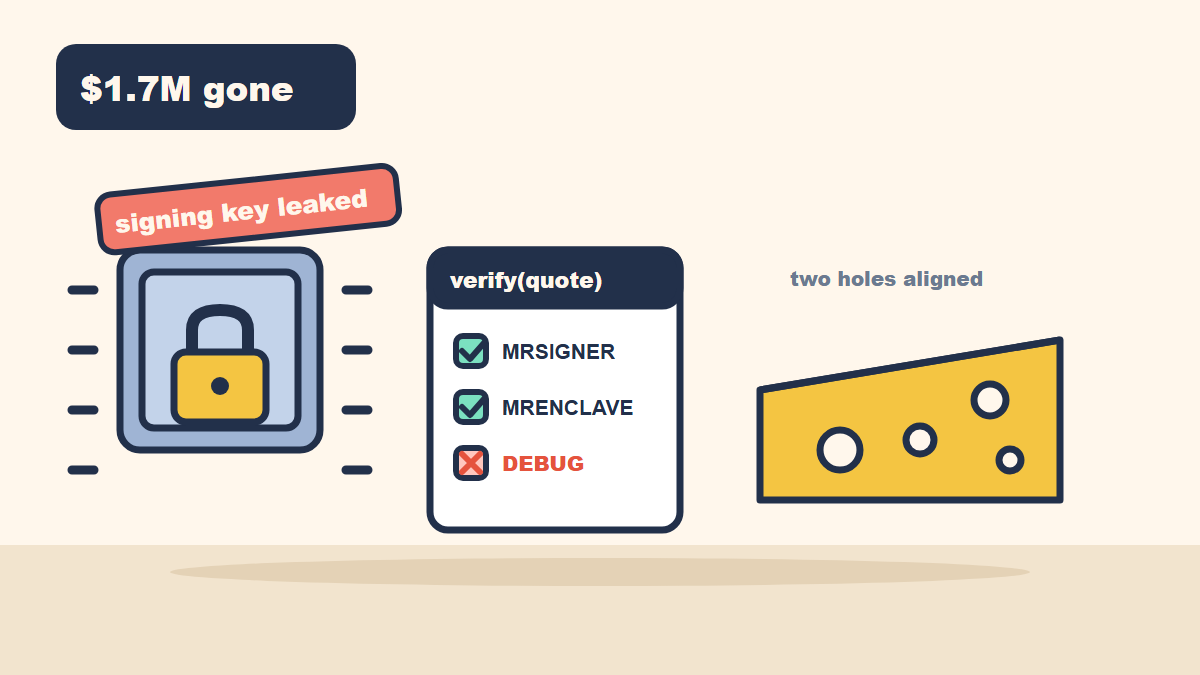 $1.7M gone
signing key leaked
verify(quote)
MRSIGNER
MRENCLAVE
DEBUG
two holes aligned